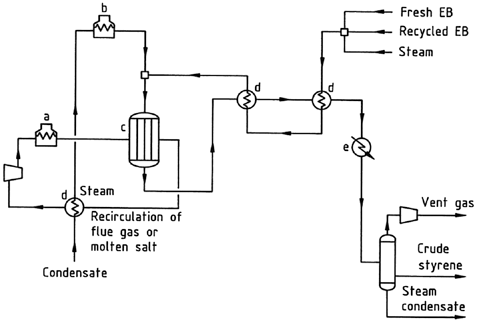 Fresh EB
Recycled EB
Steam
b
a
c
d
d
d
e
Steam
Recirculation of
flue gas or
molten salt
Condensate
Vent gas
Crude
styrene
Steam
condensate